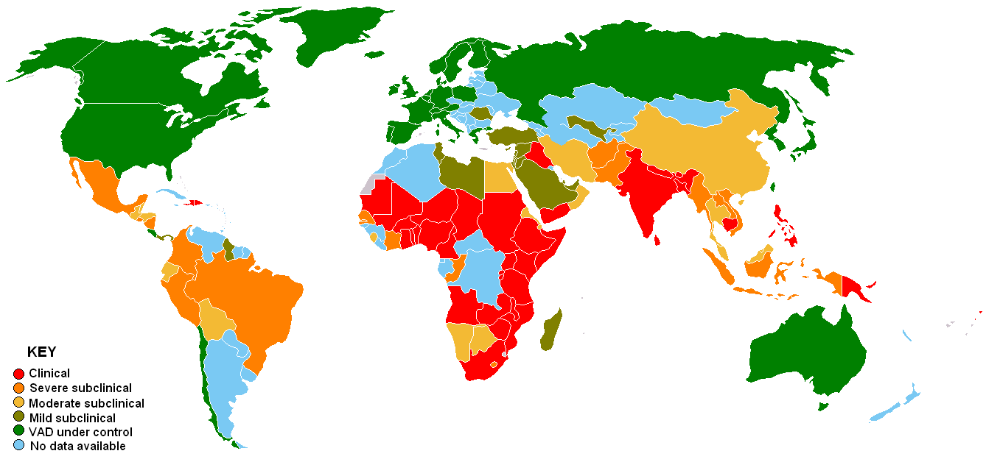 KEY
Clinical
Severe subclinical
Moderate subclinical
Mild subclinical
VAD under control
No data available